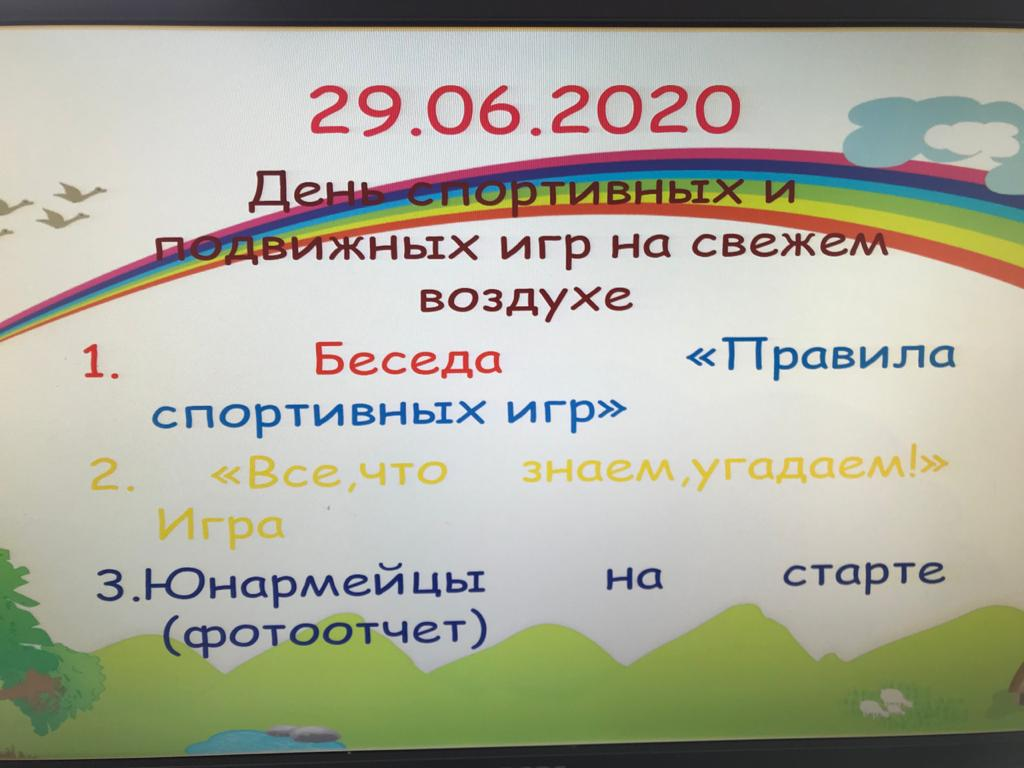 29.06.2020
День спортивных и
подвижных игр на свежем
воздухе
1. Беседа «Правила
спортивных игр»
2. «Все,что знаем,угадаем!»
Игра
3.Юнармейцы на старте
(фотоотчет)